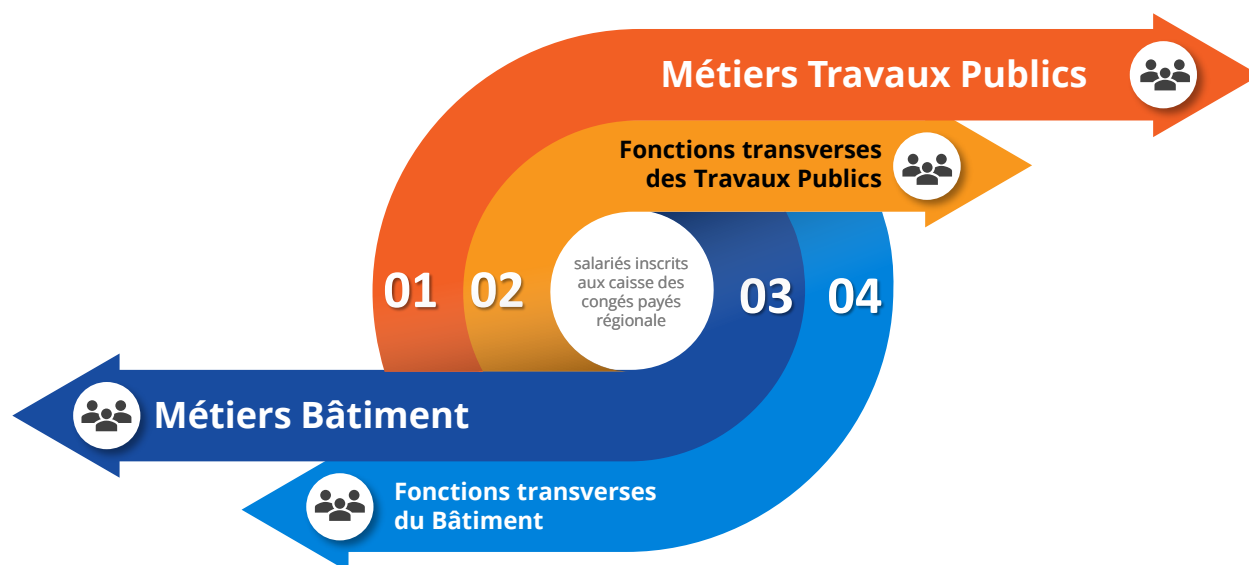 Métiers Travaux Publics
Fonctions transverses
des Travaux Publics
01
02
salariés inscrits
aux caisse des
congés payés
régionale
03
04
Métiers Bâtiment
Fonctions transverses
du Bâtiment